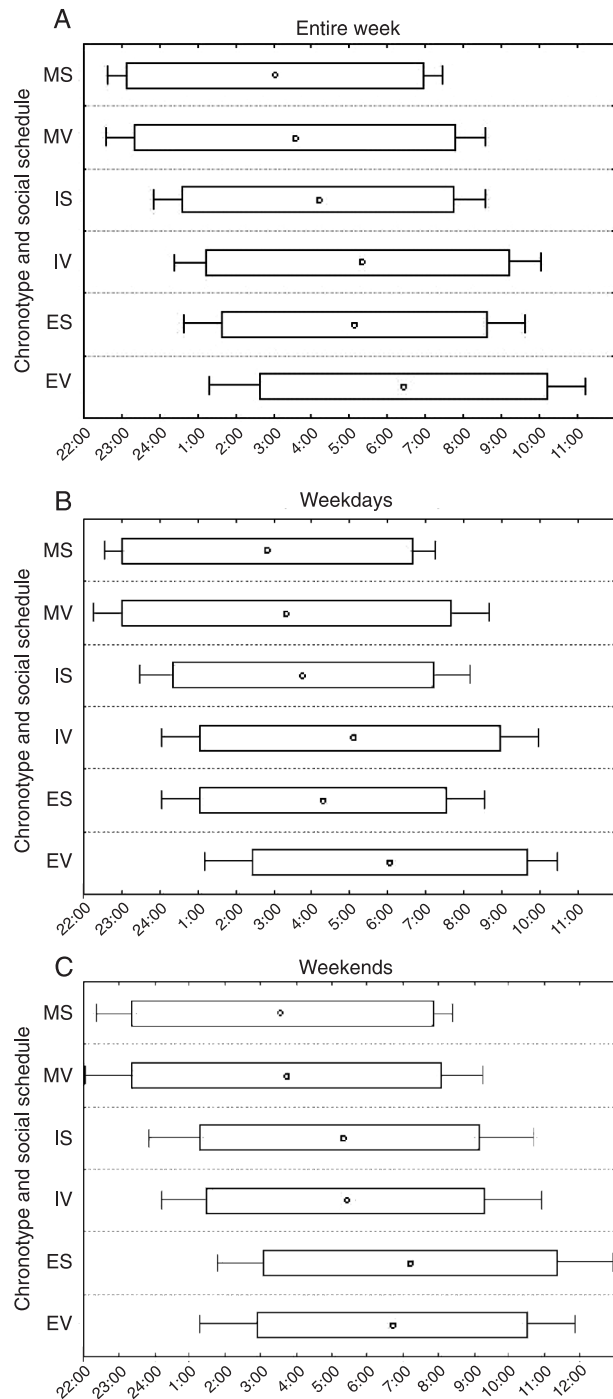 A
Entire week
Chronotype and social schedule
MS
MV
IS
IV
ES
EV
22:00 23:00 24:00 1:00 2:00 3:00 4:00 5:00 6:00 7:00 8:00 9:00 10:00 11:00
B
Weekdays
Chronotype and social schedule
MS
MV
IS
IV
ES
EV
22:00 23:00 24:00 1:00 2:00 3:00 4:00 5:00 6:00 7:00 8:00 9:00 10:00 11:00
C
Weekends
Chronotype and social schedule
MS
MV
IS
IV
ES
EV
22:00 23:00 24:00 1:00 2:00 3:00 4:00 5:00 6:00 7:00 8:00 9:00 10:00 11:00 12:00